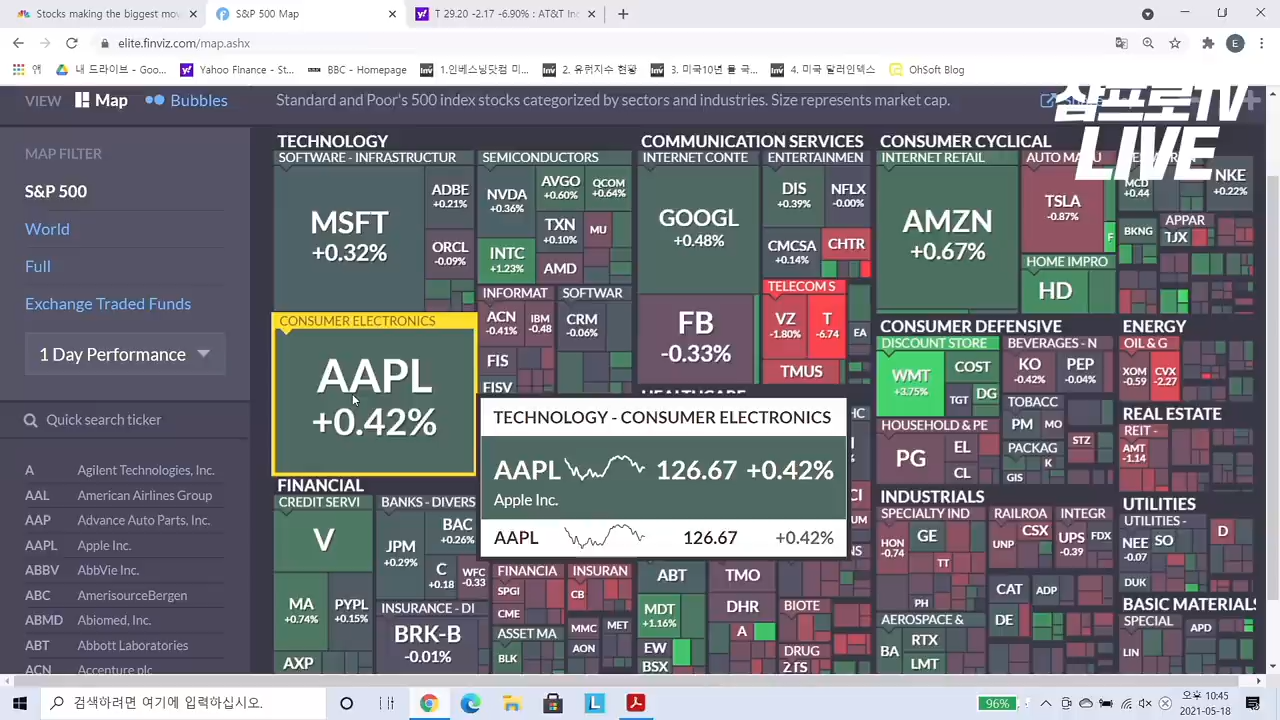 Stocks making the biggest mov
S&P 500 Map
T 29.20 -2.17 -6.90% : AT&T Inc
elite.finviz.com/map.ashx
E
앱
내 드라이브 - Goo...
Yahoo FInance - St...
BBC - Homepage
1.인베스팅닷컴 미...
2. 유런지수 현황
3. 미국10년 물 국...
4. 미국 달러인덱스
OhSoft Blog
VIEW
Map
Bubbles
Standard and Poor's 500 index stocks categorized by sectors and industries. Size represents market cap.
삼프로TV
LIVE
MAP FILTER
S&P 500
World
Full
Exchange Traded Funds
1 Day Performance
Quick search ticker
A Agilent Technologies, Inc.
AAL American Airlines Group
AAP Advance Auto Parts, Inc.
AAPL Apple Inc.
ABBV AbbVie Inc.
ABC AmerisourceBergen
ABMD Abiomed, Inc.
ABT Abbott Laboratories
ACN Accenture plc
TECHNOLOGY
SOFTWARE - INFRASTRUCTUR
MSFT
+0.32%
ADBE
+0.21%
ORCL
-0.09%
SEMICONDUCTORS
NVDA
+0.36%
AVGO
+0.60%
QCOM
+0.64%
TXN
+0.10%
MU
INTC
+1.23%
AMD
INFORMAT
ACN
-0.41%
IBM
-0.48
FIS
FISV
SOFTWAR
CRM
-0.06%
CONSUMER ELECTRONICS
AAPL
+0.42%
COMMUNICATION SERVICES
INTERNET CONTE
GOOGL
+0.48%
FB
-0.33%
ENTERTAINMEN
DIS
+0.39%
NFLX
-0.00%
CMCSA
+0.14%
CHTR
TELECOM S
VZ
-1.80%
T
-6.74
TMUS
EA
CONSUMER CYCLICAL
INTERNET RETAIL
AMZN
+0.67%
AUTO MA
TSLA
-0.87%
F
HOME IMPRO
HD
MCD
+0.44
NKE
+0.22%
BKNG
APPAR
TJX
CONSUMER DEFENSIVE
DISCOUNT STORE
WMT
+3.75%
COST
TGT
DG
BEVERAGES - N
KO
-0.42%
PEP
-0.04%
TOBACC
PM
MO
HOUSEHOLD & PE
PG
EL
CL
PACKAG
K
GIS
STZ
ENERGY
OIL & G
XOM
-0.59
CVX
-2.27
REAL ESTATE
REIT -
AMT
-1.14
TECHNOLOGY - CONSUMER ELECTRONICS
AAPL 126.67 +0.42%
Apple Inc.
AAPL 126.67 +0.42%
FINANCIAL
CREDIT SERVI
V
MA
+0.74%
PYPL
+0.15%
AXP
BANKS - DIVERS
JPM
+0.29%
BAC
+0.26%
C
+0.18
WFC
-0.33
INSURANCE - DI
BRK-B
-0.01%
FINANCIA
SPGI
CME
ASSET MA
BLK
INSURAN
CB
MMC
MET
AON
ABT
MDT
+1.16%
EW
BSX
TMO
DHR
A
BIOTE
DRUG
INDUSTRIALS
SPECIALTY IND
HON
-0.74
GE
TT
PH
RAILROA
UNP
CSX
INTEGR
UPS
-0.39
FDX
CAT
ADP
DE
AEROSPACE &
BA
RTX
LMT
UTILITIES
UTILITIES -
NEE
-0.07
SO
D
DUK
BASIC MATERIALS
SPECIAL
APD
LIN
검색하려면 여기에 입력하십시오.
96%
오후 10:45
2021-05-18